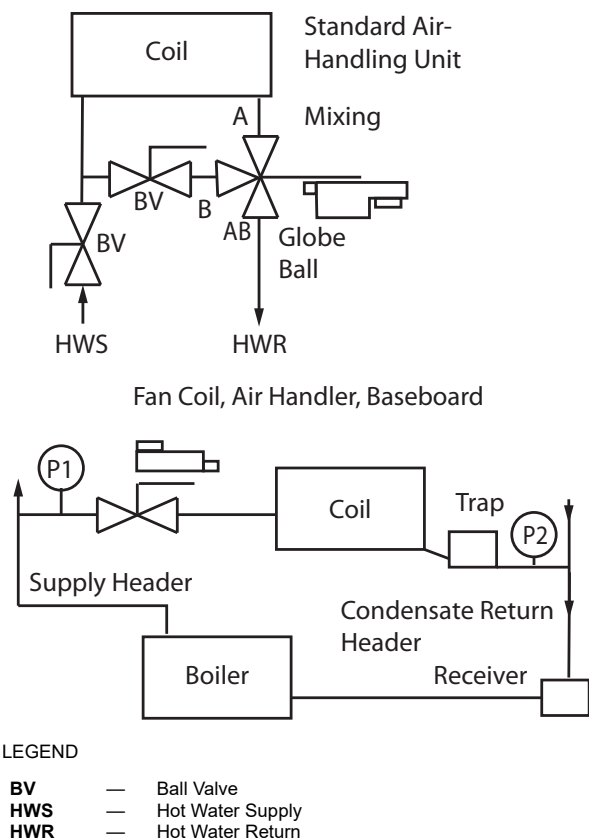 Coil
Standard Air-
Handling Unit
A
Mixing
BV
B
AB
BV
Globe
Ball
HWS
HWR
Fan Coil, Air Handler, Baseboard
P1
Coil
Trap
P2
Supply Header
Condensate Return
Header
Boiler
Receiver
LEGEND
BV — Ball Valve
HWS — Hot Water Supply
HWR — Hot Water Return